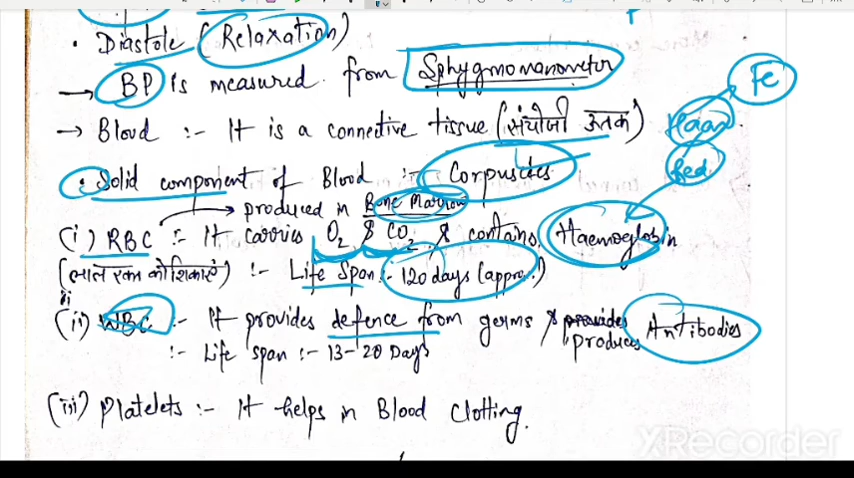 . Diastole (Relaxation)
→ BP is measured from Sphygmomanometer
Fe
→ Blood :- It is a connective tissue (संयोजी ऊतक)
Haem
Red
: Solid component of Blood :- Corpuscles
→ produced in Bone Marrow
(i) RBC :- It carries O₂ & CO₂ & contains Haemoglobin
(लाल रक्त कोशिकाएं) :- Life Span :- 120 days (approx.)
(ii) WBC :- It provides defence from germs & provides produces Antibodies
:- Life span :- 13-20 Days
(iii) Platelets :- It helps in Blood Clotting.
XRecorder